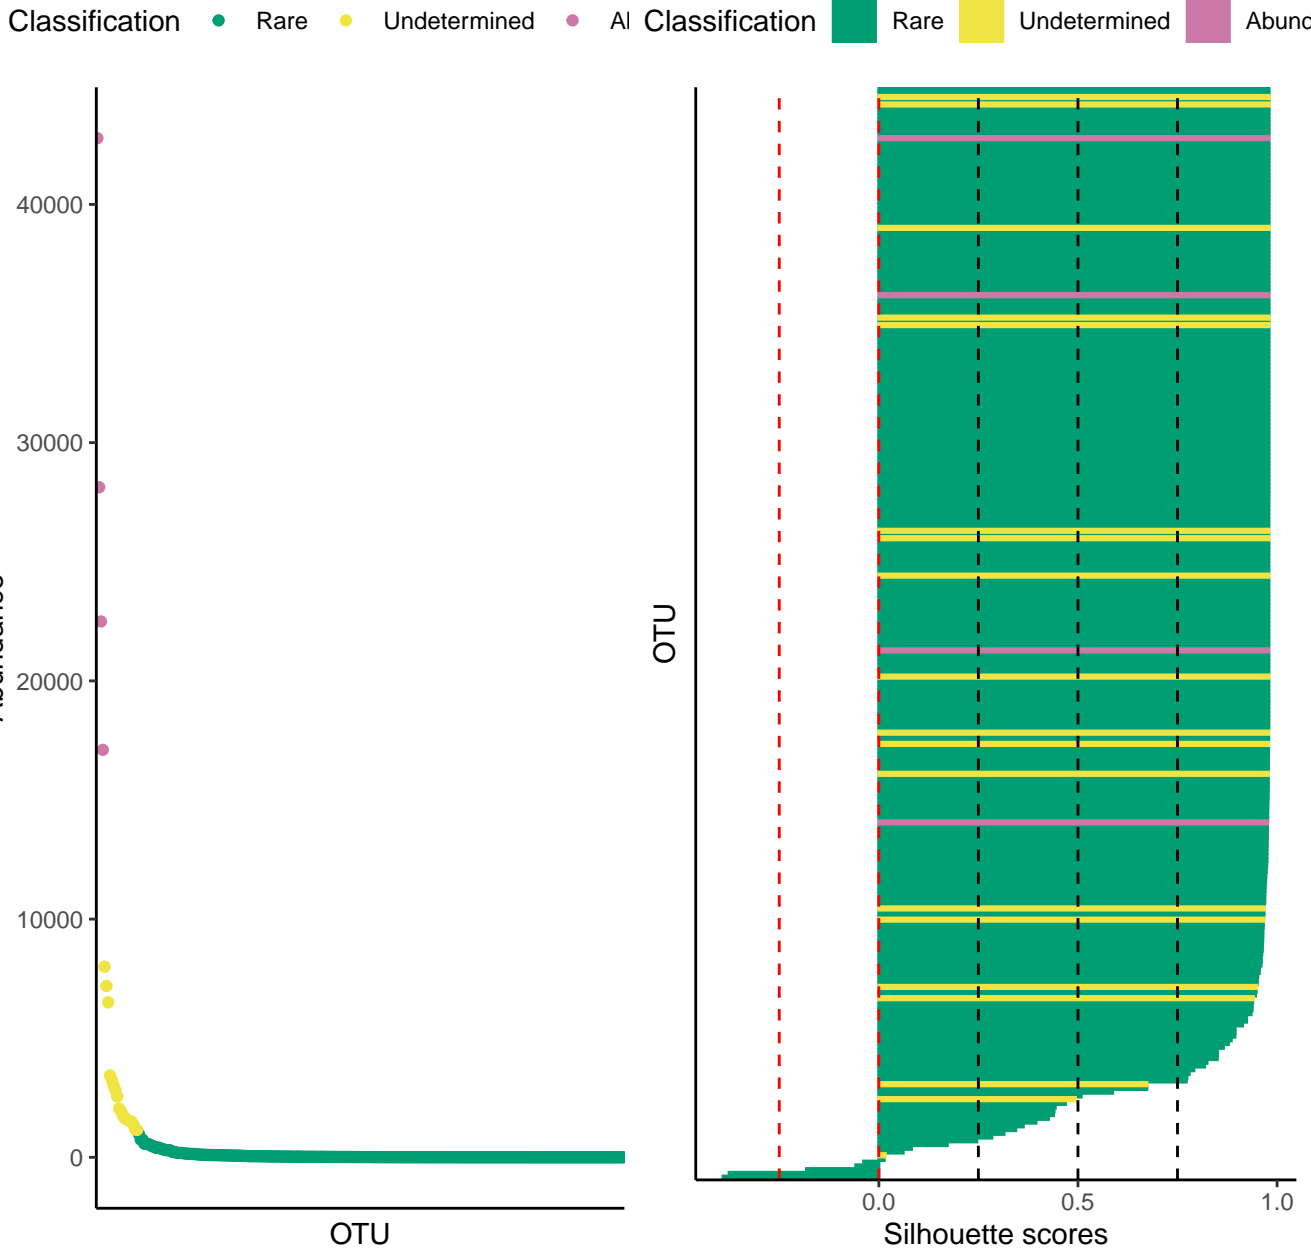 Classification Rare Undetermined Al
Classification Rare Undetermined Abund
40000
30000
20000
10000
0
OTU
OTU
0.0 0.5 1.0
Silhouette scores